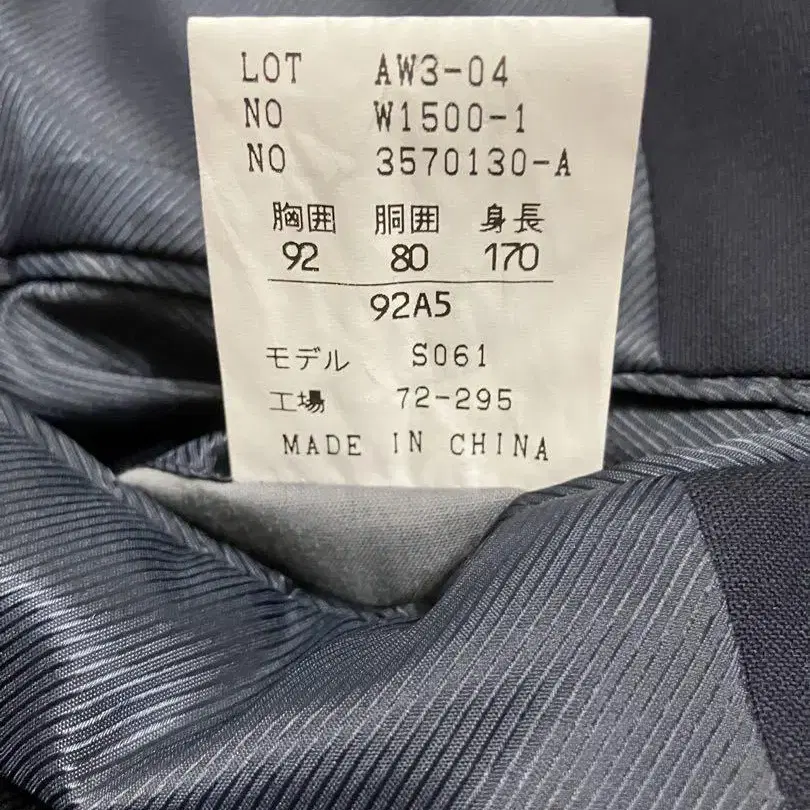 LOT AW3-04
NO W1500-1
NO 3570130-A
胸囲 胴囲 身長
92 80 170
92A5
モデル S061
工場 72-295
MADE IN CHINA